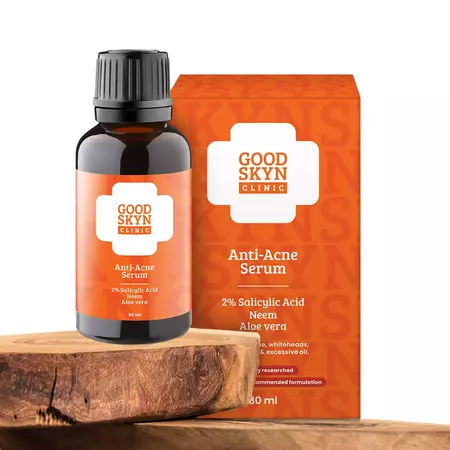 GOOD
SKYN
CLINIC
Anti-Acne
Serum
2% Salicylic Acid
Neem
Aloe vera
30 ml
SKYNS
GOOD
SKYN
CLINIC
Anti-Acne
Serum
2% Salicylic Acid
Neem
Aloe vera
whiteheads,
& excessive oil.
researched
formulation
30 ml